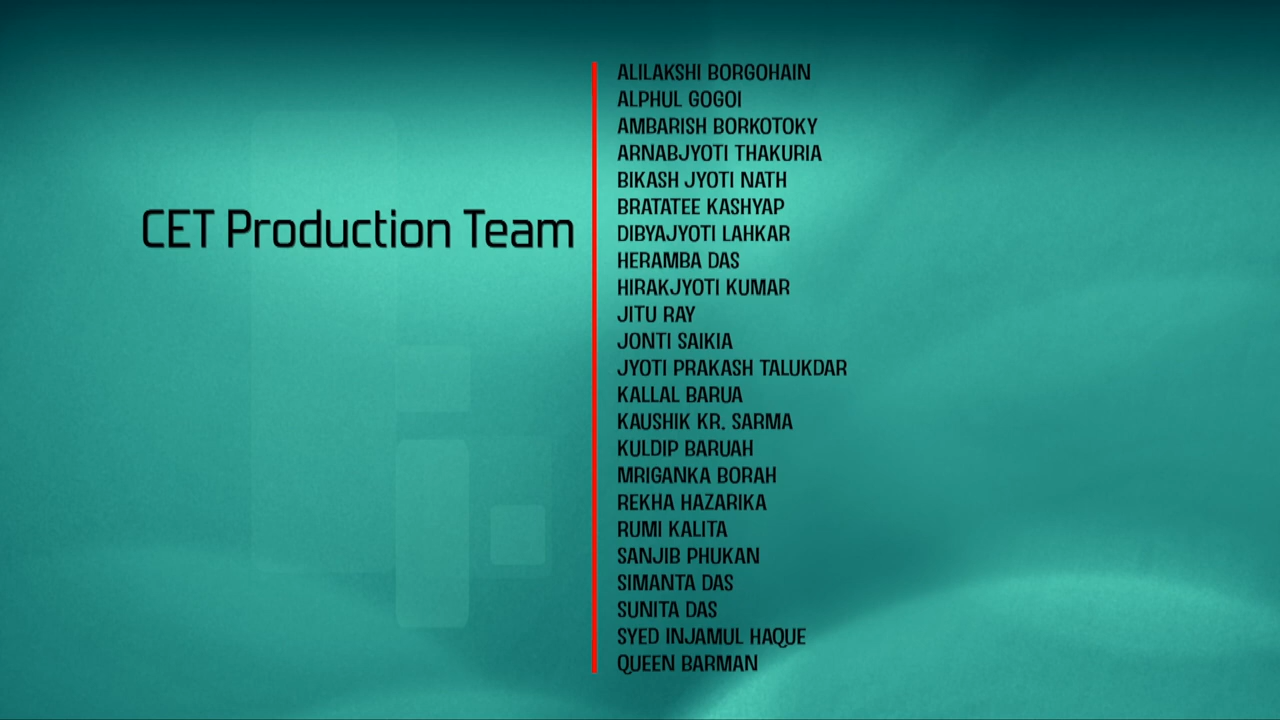 CET Production Team
ALILAKSHI BORGOHAIN
ALPHUL GOGOI
AMBARISH BORKOTOKY
ARNABJYOTI THAKURIA
BIKASH JYOTI NATH
BRATATEE KASHYAP
DIBYAJYOTI LAHKAR
HERAMBA DAS
HIRAKJYOTI KUMAR
JITU RAY
JONTI SAIKIA
JYOTI PRAKASH TALUKDAR
KALLAL BARUA
KAUSHIK KR. SARMA
KULDIP BARUAH
MRIGANKA BORAH
REKHA HAZARIKA
RUMI KALITA
SANJIB PHUKAN
SIMANTA DAS
SUNITA DAS
SYED INJAMUL HAQUE
QUEEN BARMAN